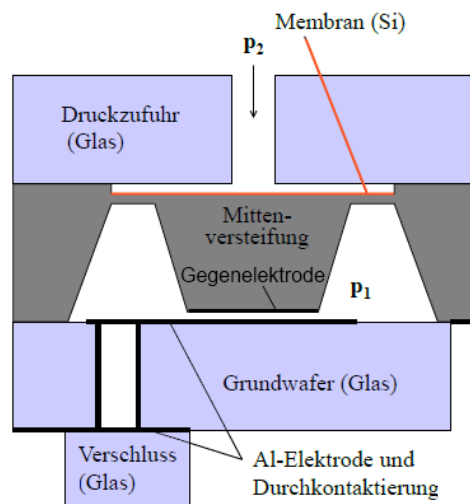 Membran (Si)
p2
Druckzufuhr
(Glas)
Mitten-
versteifung
Gegenelektrode
p1
Grundwafer (Glas)
Verschluss
(Glas)
Al-Elektrode und
Durchkontaktierung